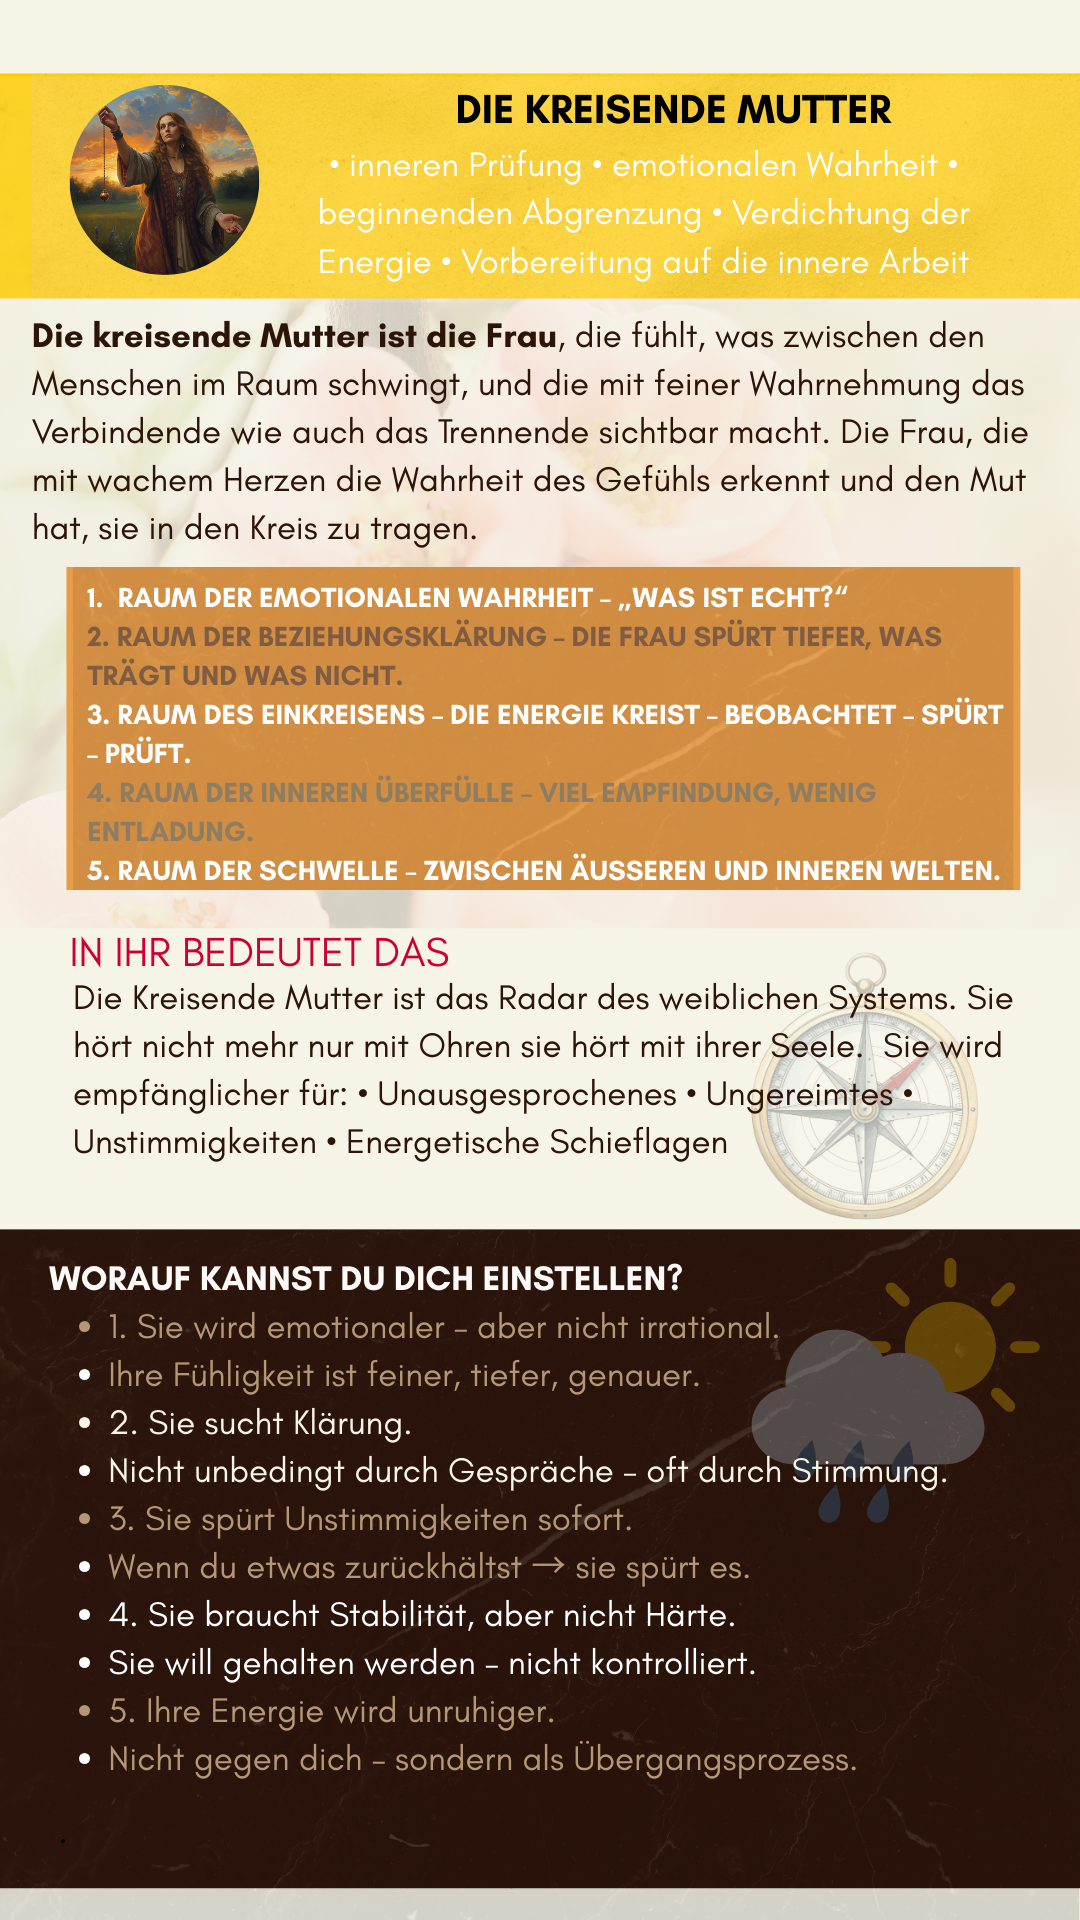 DIE KREISENDE MUTTER
• inneren Prüfung • emotionalen Wahrheit •
beginnenden Abgrenzung • Verdichtung der
Energie • Vorbereitung auf die innere Arbeit
Die kreisende Mutter ist die Frau, die fühlt, was zwischen den
Menschen im Raum schwingt, und die mit feiner Wahrnehmung das
Verbindende wie auch das Trennende sichtbar macht. Die Frau, die
mit wachem Herzen die Wahrheit des Gefühls erkennt und den Mut
hat, sie in den Kreis zu tragen.
1. RAUM DER EMOTIONALEN WAHRHEIT – „WAS IST ECHT?“
2. RAUM DER BEZIEHUNGSKLÄRUNG – DIE FRAU SPÜRT TIEFER, WAS
TRÄGT UND WAS NICHT.
3. RAUM DES EINKREISENS – DIE ENERGIE KREIST – BEOBACHTET – SPÜRT
– PRÜFT.
4. RAUM DER INNEREN ÜBERFÜLLE – VIEL EMPFINDUNG, WENIG
ENTLADUNG.
5. RAUM DER SCHWELLE – ZWISCHEN ÄUSSEREN UND INNEREN WELTEN.
IN IHR BEDEUTET DAS
Die Kreisende Mutter ist das Radar des weiblichen Systems. Sie
hört nicht mehr nur mit Ohren sie hört mit ihrer Seele. Sie wird
empfänglicher für: • Unausgesprochenes • Ungereimtes •
Unstimmigkeiten • Energetische Schieflagen
WORAUF KANNST DU DICH EINSTELLEN?
• 1. Sie wird emotionaler – aber nicht irrational.
• Ihre Fühligkeit ist feiner, tiefer, genauer.
• 2. Sie sucht Klärung.
• Nicht unbedingt durch Gespräche – oft durch Stimmung.
• 3. Sie spürt Unstimmigkeiten sofort.
• Wenn du etwas zurückhältst → sie spürt es.
• 4. Sie braucht Stabilität, aber nicht Härte.
• Sie will gehalten werden – nicht kontrolliert.
• 5. Ihre Energie wird unruhiger.
• Nicht gegen dich – sondern als Übergangsprozess.
.